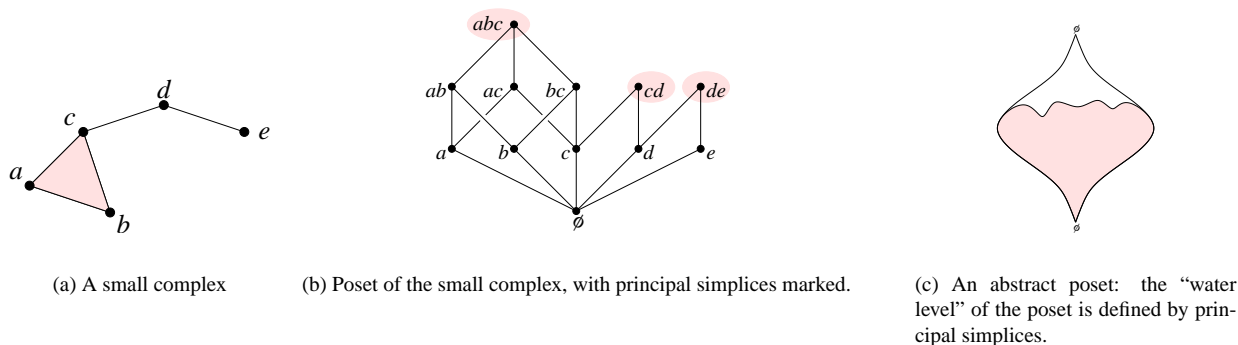 abc
ab ac bc cd de
a b c d e
ø
d
c
e
a
b
ø
ø
(a) A small complex
(b) Poset of the small complex, with principal simplices marked.
(c) An abstract poset: the “water
level” of the poset is defined by prin-
cipal simplices.